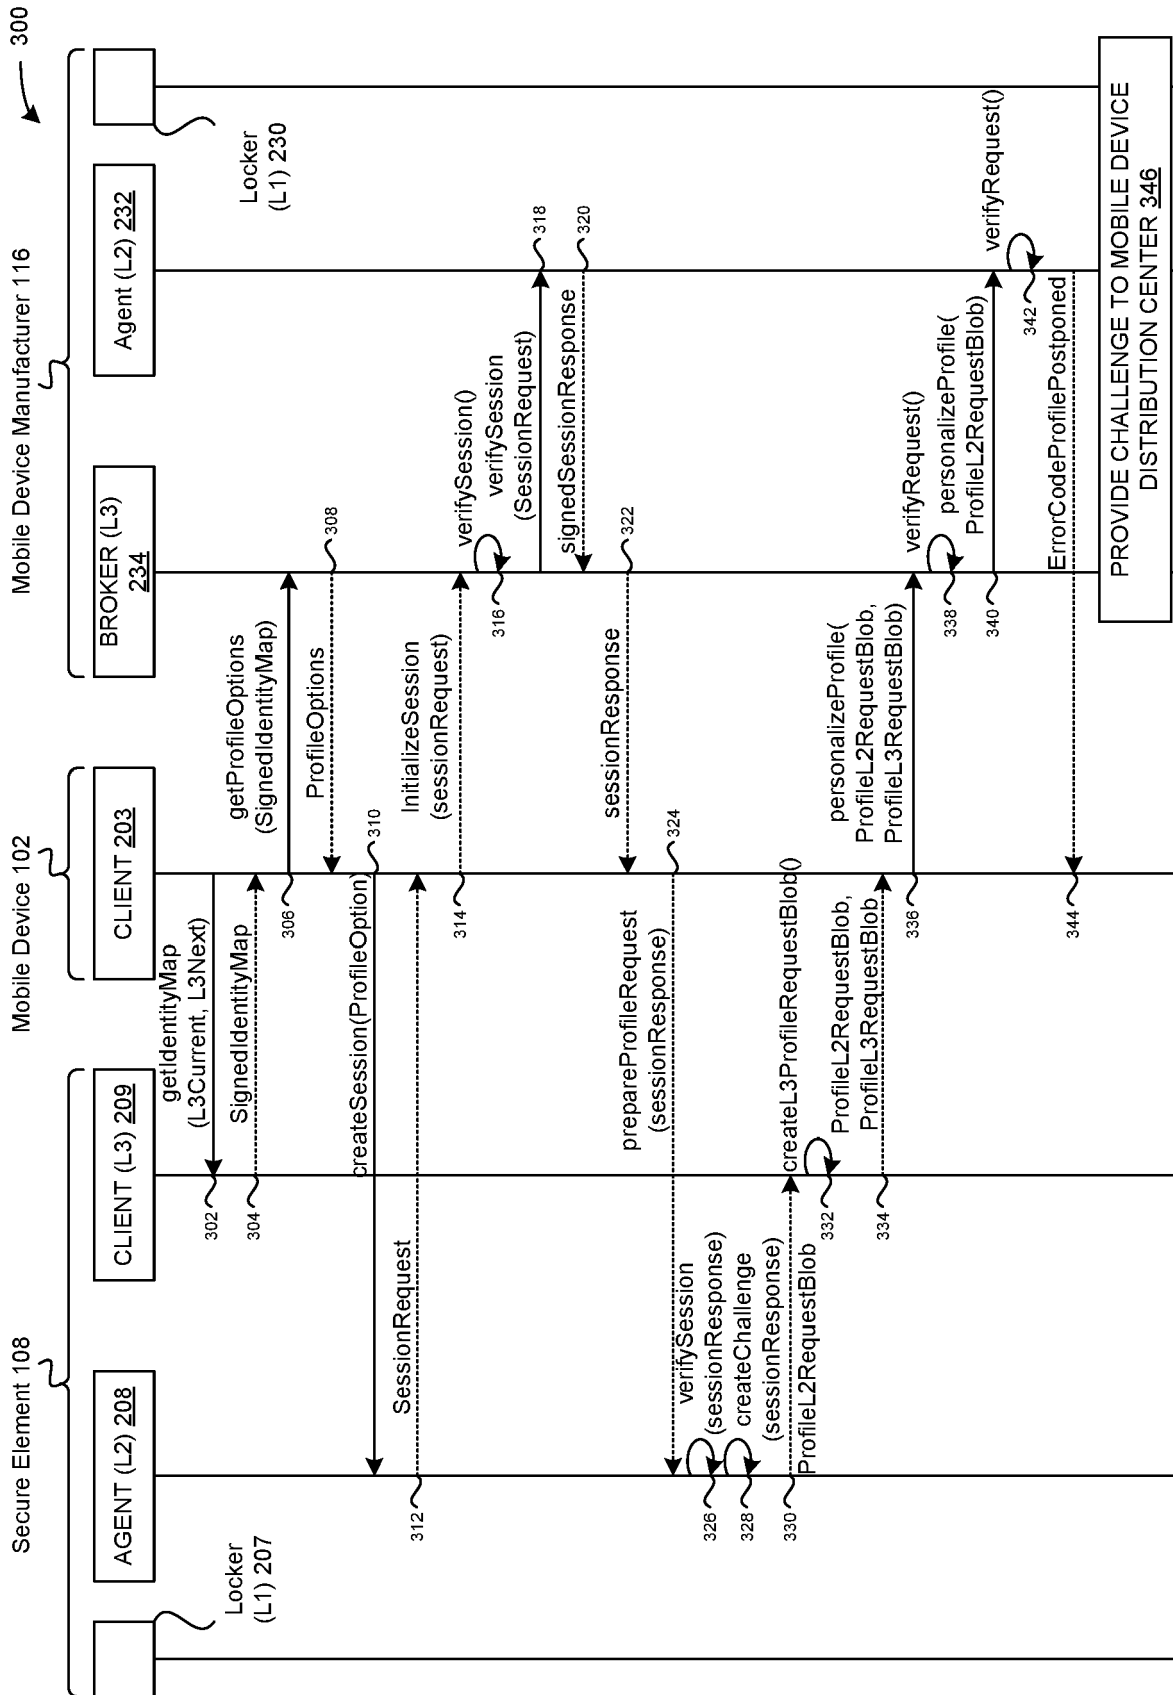 300
Secure Element 108
Mobile Device 102
Mobile Device Manufacturer 116
Locker
(L1) 207
AGENT (L2) 208
CLIENT (L3) 209
CLIENT 203
BROKER (L3)
234
Agent (L2) 232
Locker
(L1) 230
getIdentityMap
(L3Current, L3Next)
302
SignedIdentityMap
304
getProfileOptions
(SignedIdentityMap)
306
ProfileOptions
308
createSession(ProfileOption)
310
SessionRequest
312
InitializeSession
(sessionRequest)
314
verifySession()
316
verifySession
(SessionRequest)
318
signedSessionResponse
320
sessionResponse
322
prepareProfileRequest
(sessionResponse)
324
verifySession
(sessionResponse)
326
createChallenge
(sessionResponse)
328
ProfileL2RequestBlob
330
createL3ProfileRequestBlob()
332
ProfileL2RequestBlob,
ProfileL3RequestBlob
334
personalizeProfile(
ProfileL2RequestBlob,
ProfileL3RequestBlob)
336
verifyRequest()
338
personalizeProfile(
ProfileL2RequestBlob)
340
verifyRequest()
342
ErrorCodeProfilePostponed
344
PROVIDE CHALLENGE TO MOBILE DEVICE
DISTRIBUTION CENTER 346